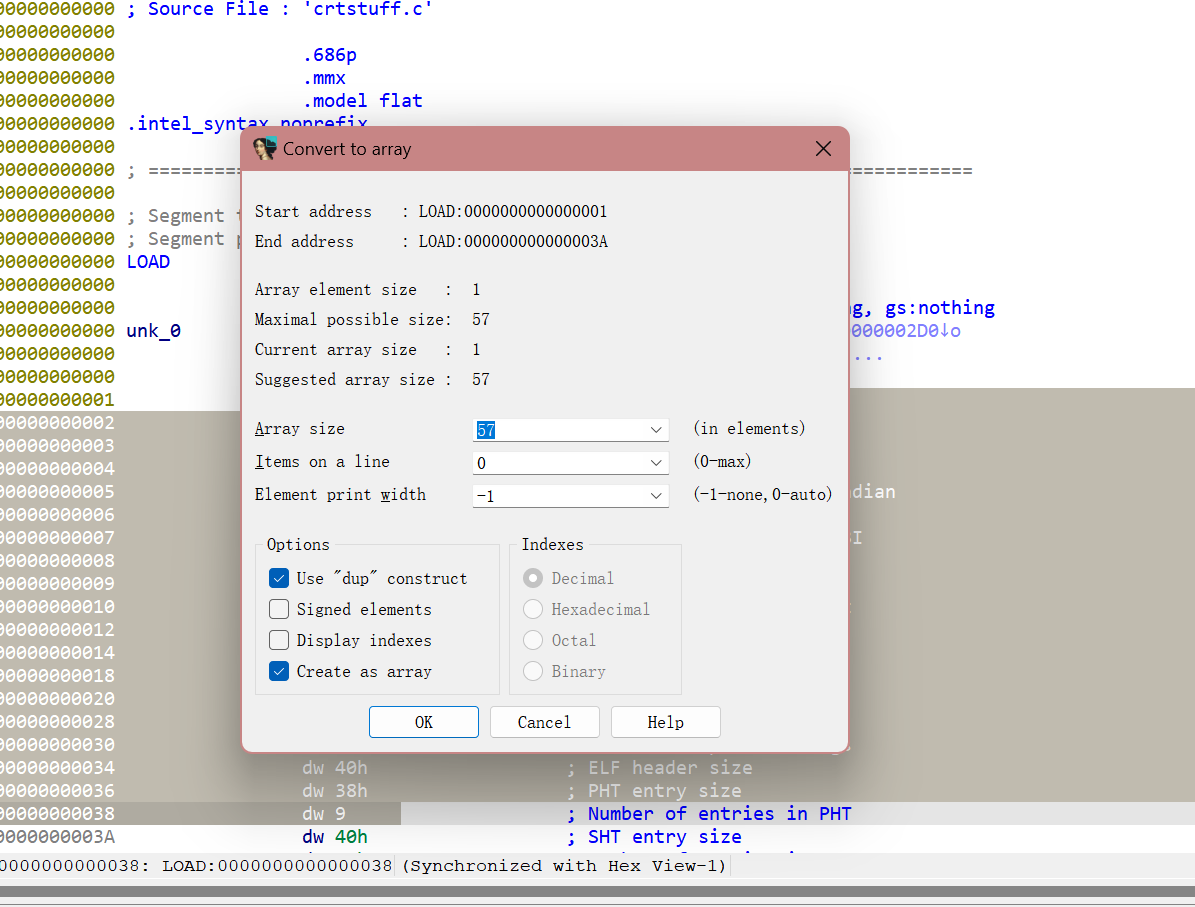 00000000000 ; Source File : 'crtstuff.c'
00000000000
00000000000 .686p
00000000000 .mmx
00000000000 .model flat
00000000000 .intel_syntax noprefix
00000000000 Convert to array
00000000000 ;
00000000000
Start address : LOAD:0000000000000001
00000000000 ; Segment
00000000000 ; Segment
End address : LOAD:000000000000003A
00000000000 LOAD
00000000000
Array element size : 1
00000000000 gs:nothing
Maximal possible size: 57
00000000000 unk_0 0000002D0↓o
Current array size : 1
00000000000 ...
00000000000
Suggested array size : 57
00000000001
00000000002
Array size 57 (in elements)
00000000003
Items on a line 0 (0-max)
00000000004
00000000005
Element print width -1 (-1-none,0-auto)
00000000006
00000000007
Options Indexes
00000000008
00000000009
Use "dup" construct Decimal
00000000010
Signed elements Hexadecimal
00000000012
Display indexes Octal
00000000014
00000000018
Create as array Binary
00000000020
00000000028
OK Cancel Help
00000000030
00000000034 dw 40h ; ELF header size
00000000036 dw 38h ; PHT entry size
00000000038 dw 9 ; Number of entries in PHT
0000000003A dw 40h ; SHT entry size
0000000000038: LOAD:0000000000000038 (Synchronized with Hex View-1)